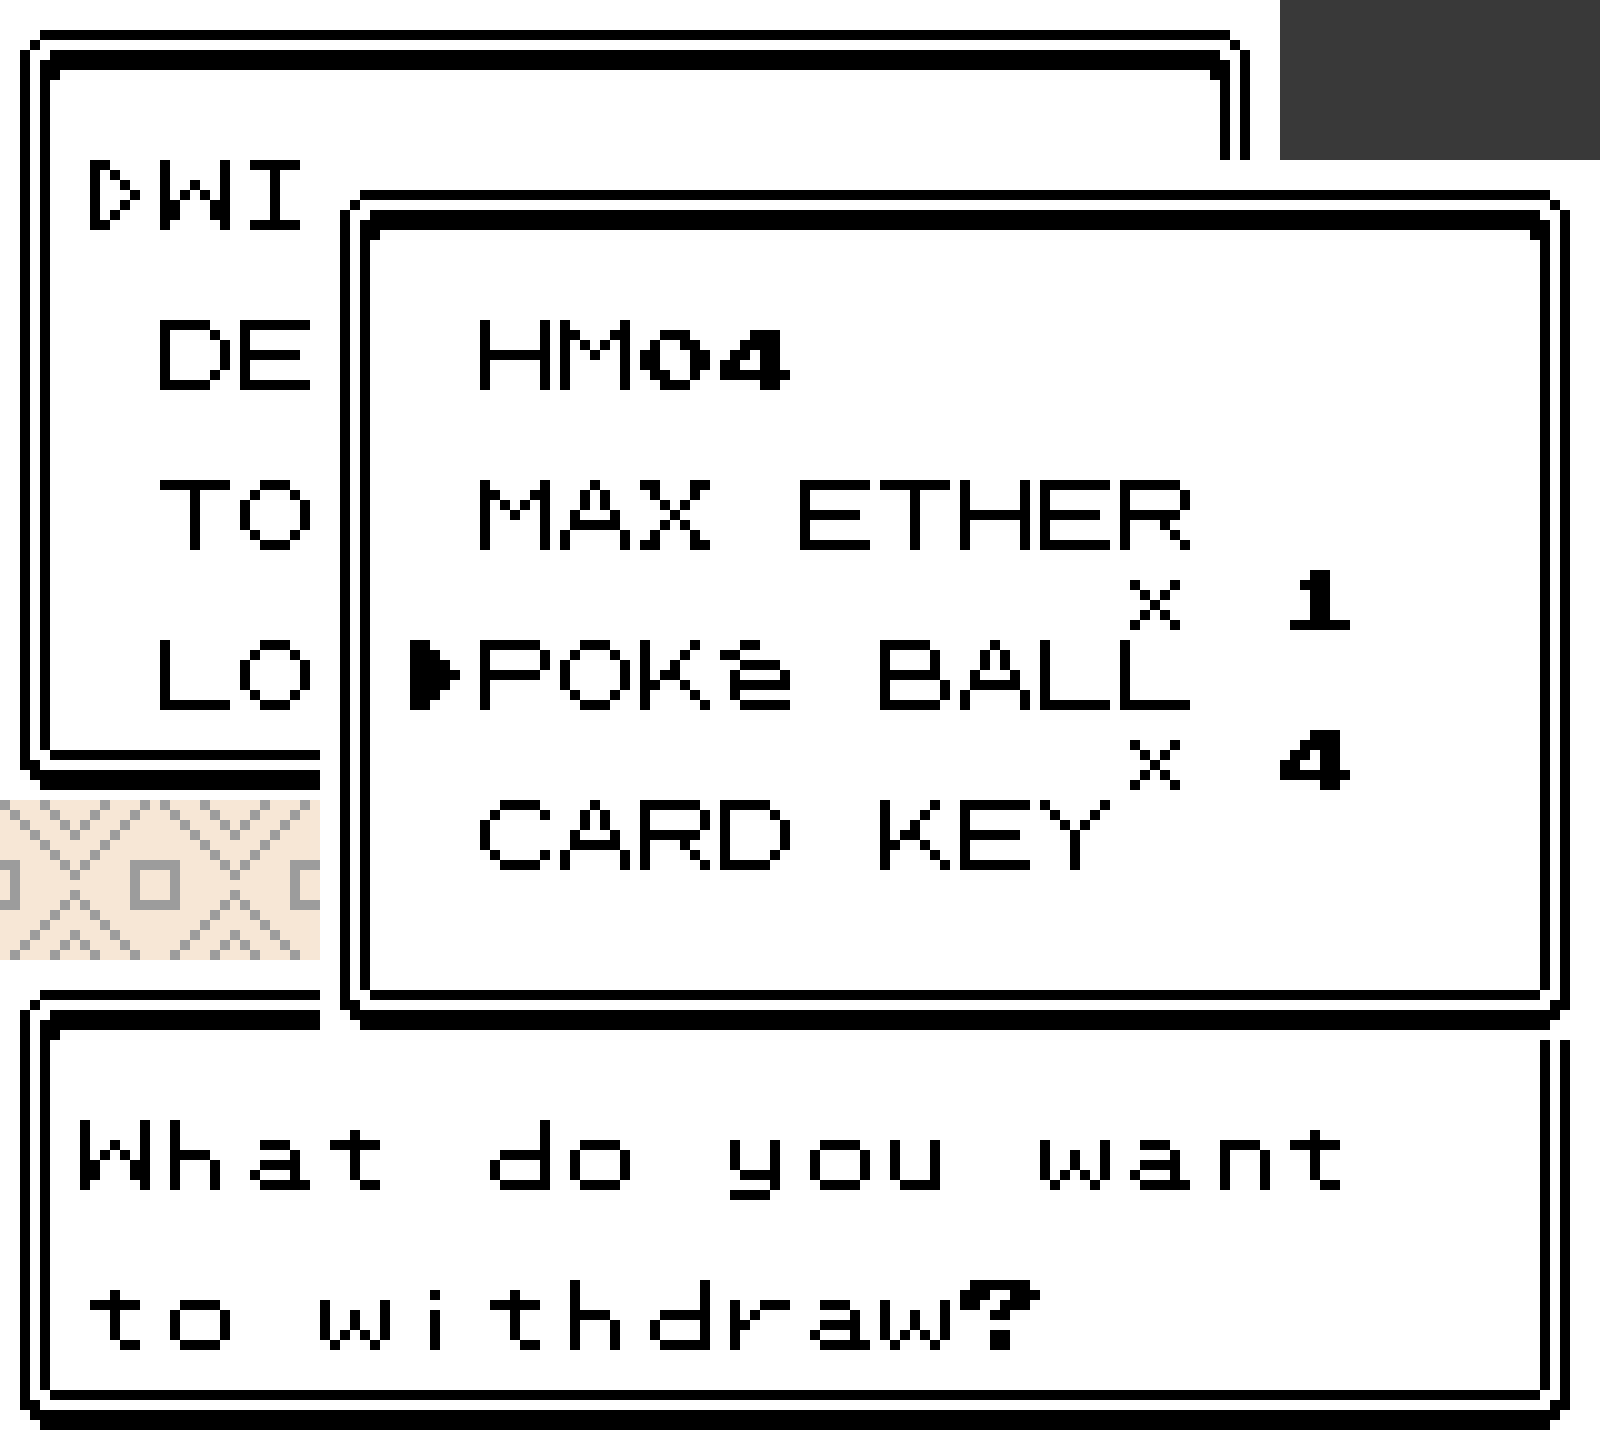 ▷WI
DE
TO
LO
HM04
MAX ETHER
× 1
▶POKé BALL
× 4
CARD KEY
What do you want
to withdraw?